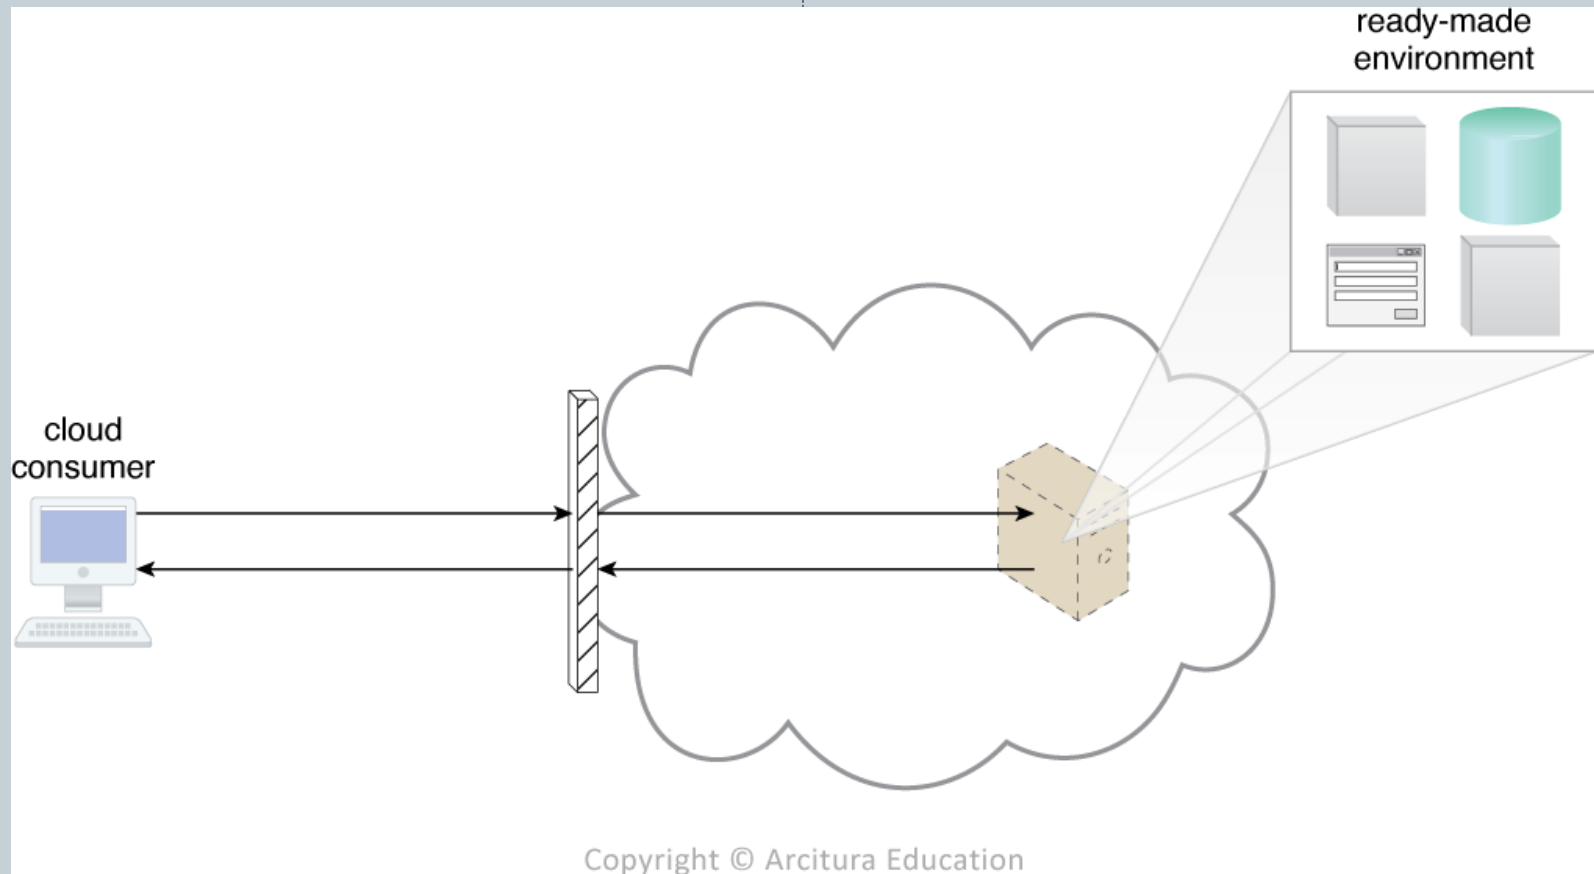 ready-made
environment
cloud
consumer
Copyright © Arcitura Education